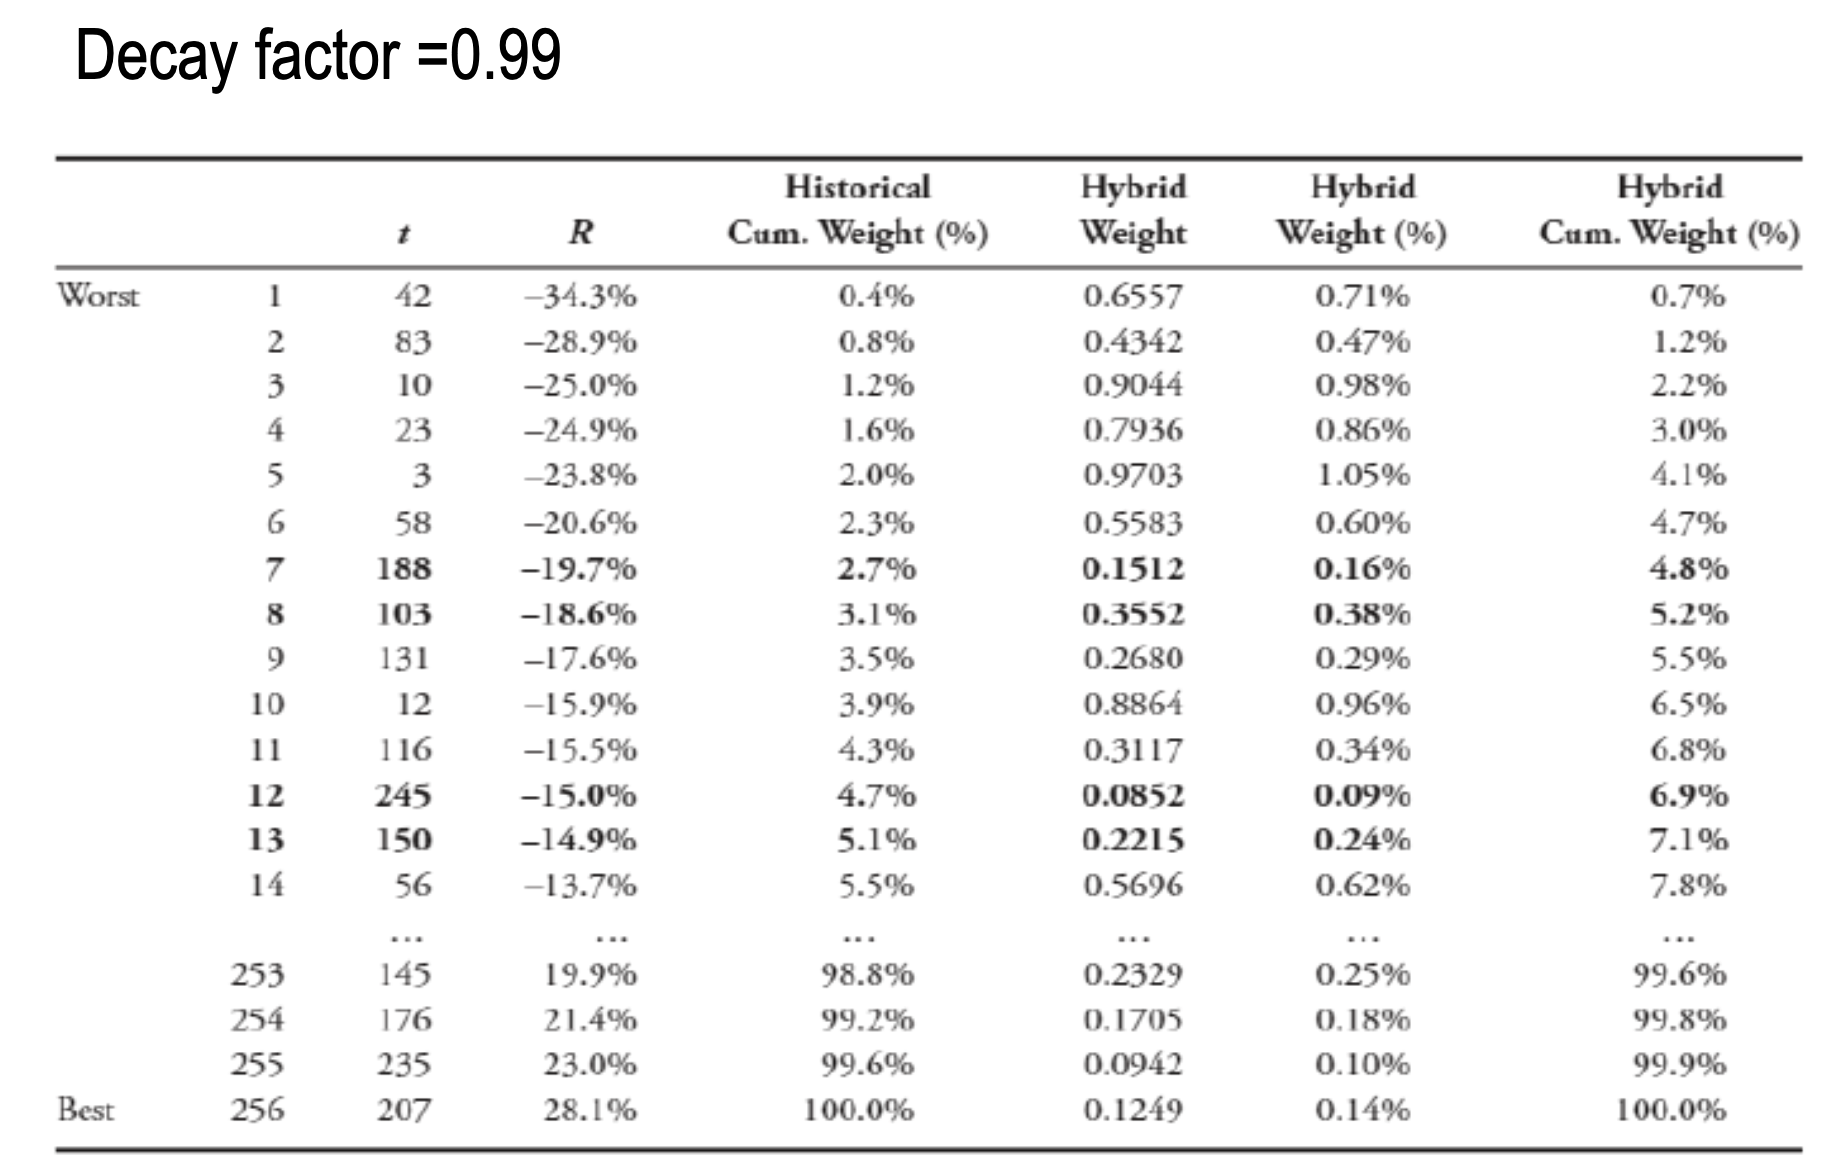 Decay factor =0.99
Historical Hybrid Hybrid Hybrid
t R Cum. Weight (%) Weight Weight (%) Cum. Weight (%)
Worst 1 42 –34.3% 0.4% 0.6557 0.71% 0.7%
2 83 –28.9% 0.8% 0.4342 0.47% 1.2%
3 10 –25.0% 1.2% 0.9044 0.98% 2.2%
4 23 –24.9% 1.6% 0.7936 0.86% 3.0%
5 3 –23.8% 2.0% 0.9703 1.05% 4.1%
6 58 –20.6% 2.3% 0.5583 0.60% 4.7%
7 188 –19.7% 2.7% 0.1512 0.16% 4.8%
8 103 –18.6% 3.1% 0.3552 0.38% 5.2%
9 131 –17.6% 3.5% 0.2680 0.29% 5.5%
10 12 –15.9% 3.9% 0.8864 0.96% 6.5%
11 116 –15.5% 4.3% 0.3117 0.34% 6.8%
12 245 –15.0% 4.7% 0.0852 0.09% 6.9%
13 150 –14.9% 5.1% 0.2215 0.24% 7.1%
14 56 –13.7% 5.5% 0.5696 0.62% 7.8%
... ... ... ... ... ...
253 145 19.9% 98.8% 0.2329 0.25% 99.6%
254 176 21.4% 99.2% 0.1705 0.18% 99.8%
255 235 23.0% 99.6% 0.0942 0.10% 99.9%
Best 256 207 28.1% 100.0% 0.1249 0.14% 100.0%